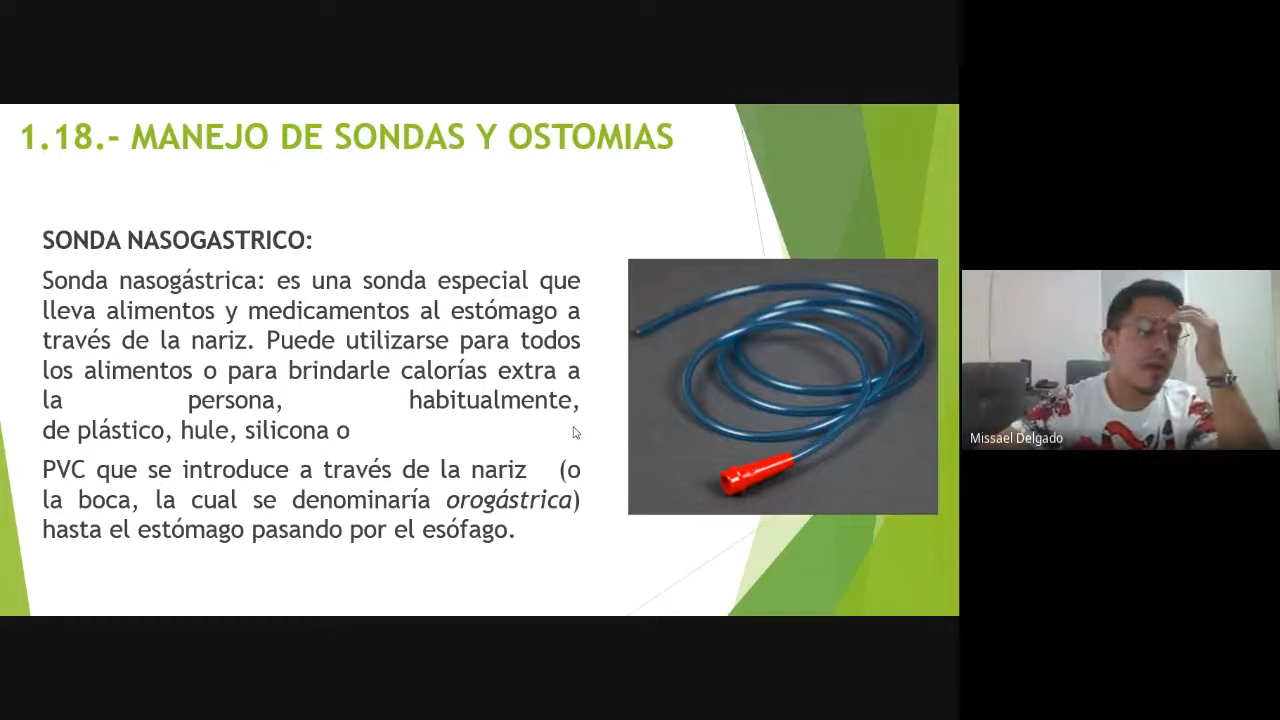 1.18.- MANEJO DE SONDAS Y OSTOMIAS
SONDA NASOGASTRICO:
Sonda nasogástrica: es una sonda especial que
lleva alimentos y medicamentos al estómago a
través de la nariz. Puede utilizarse para todos
los alimentos o para brindarle calorías extra a
la persona, habitualmente,
de plástico, hule, silicona o
PVC que se introduce a través de la nariz (o
la boca, la cual se denominaría orogástrica)
hasta el estómago pasando por el esófago.
Missael Delgado